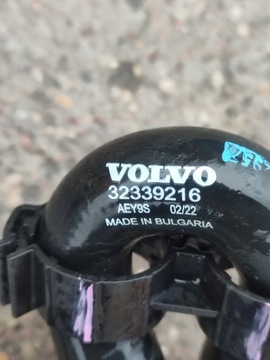 VOLVO
32339216
AEY9S 02/22
MADE IN BULGARIA